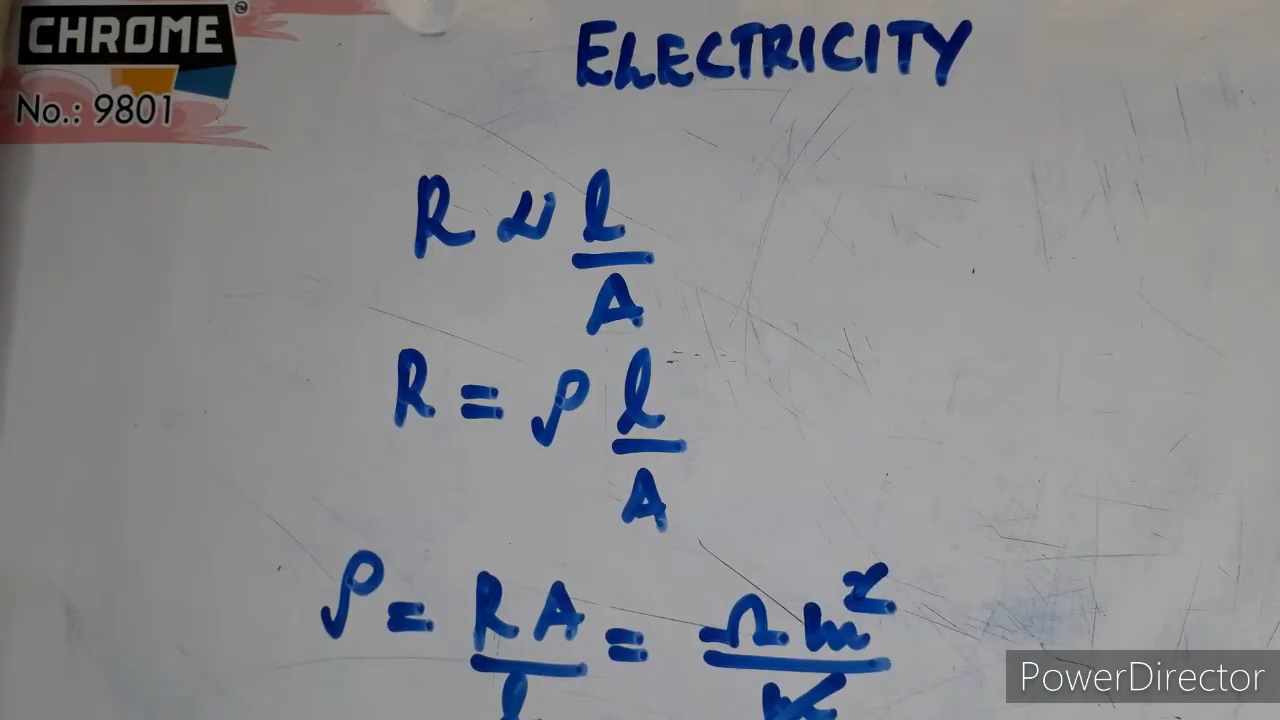 CHROME
No.: 9801
ELECTRICITY
R ∝ l/A
R = ρ l/A
ρ = RA/l = Ωm²/m
PowerDirector